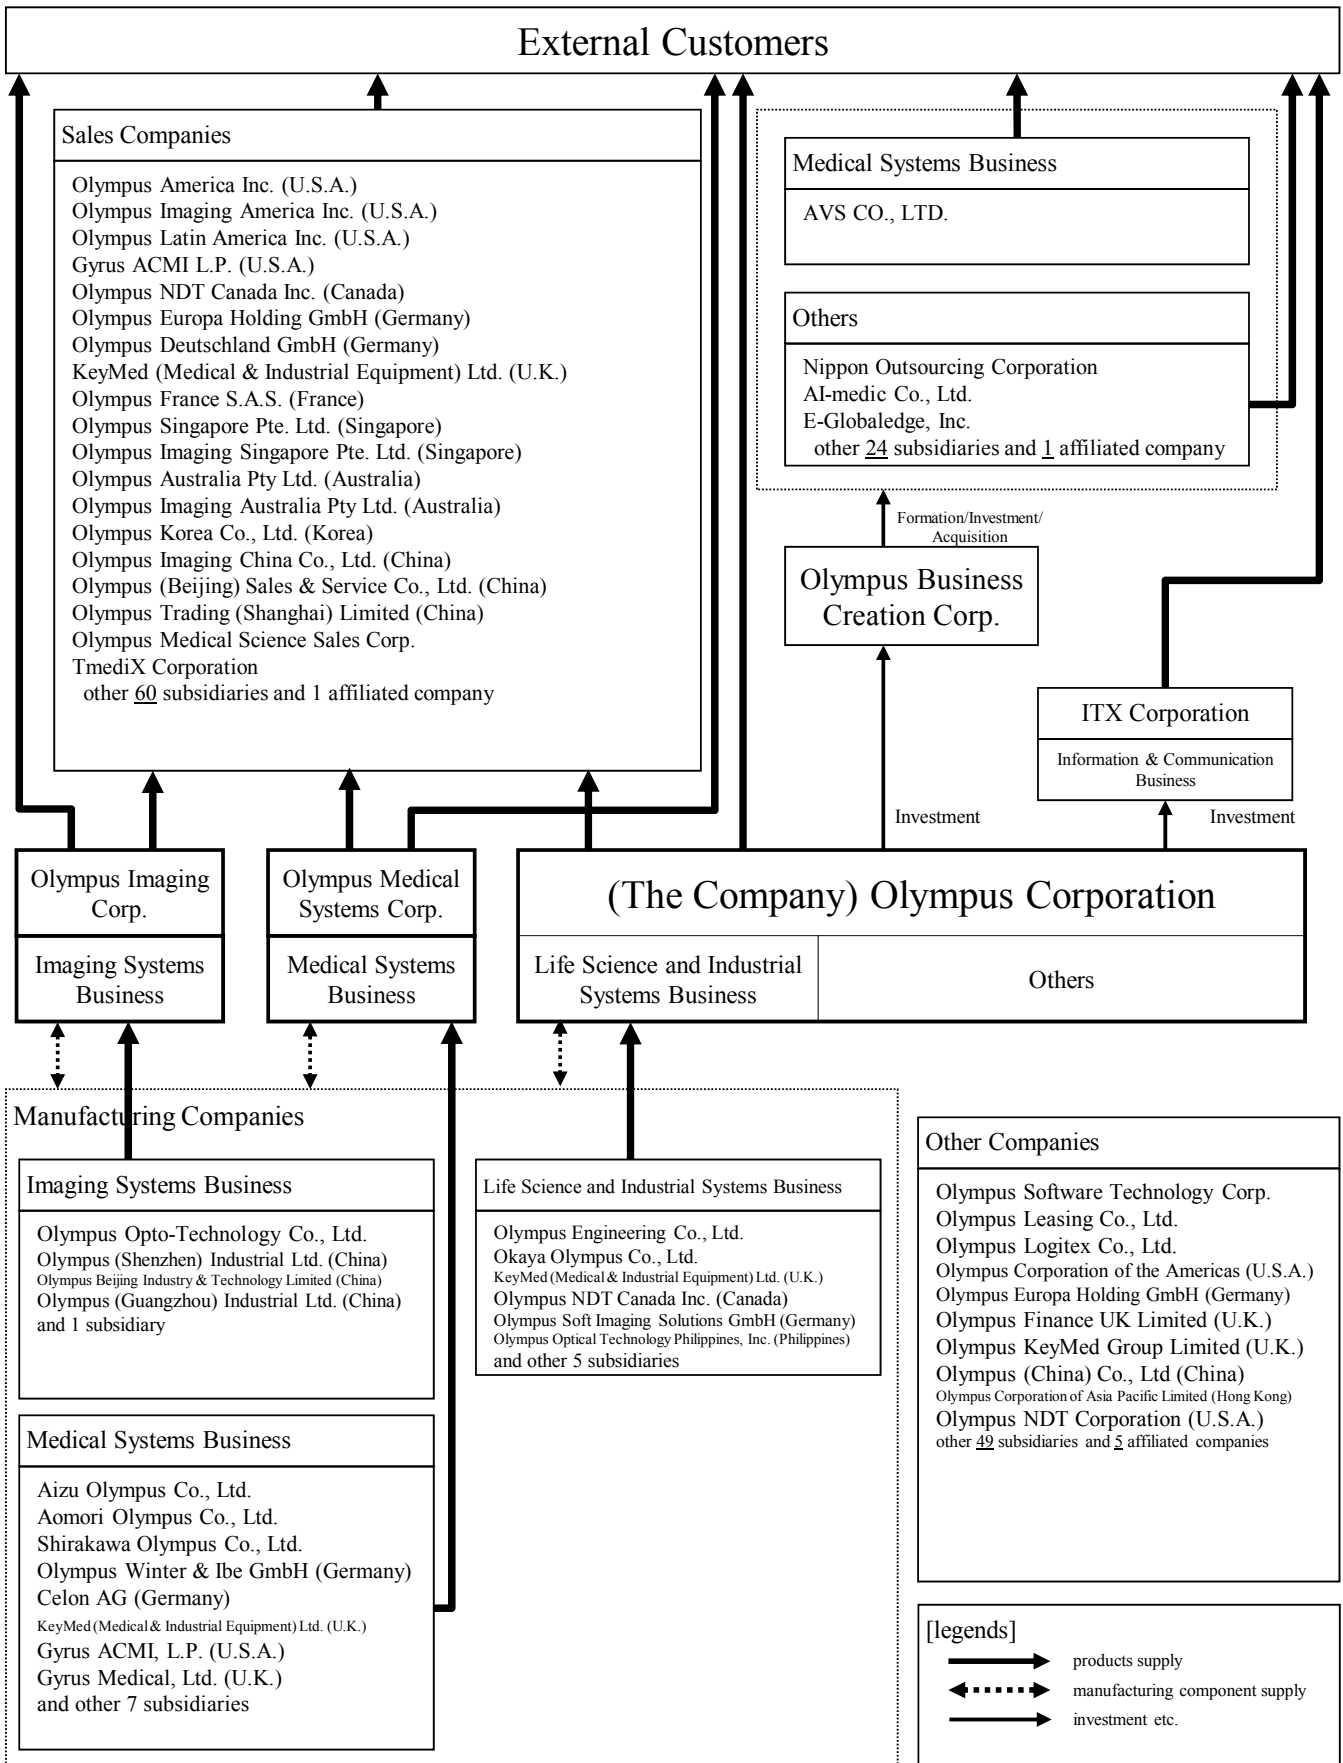 External Customers
Sales Companies
Olympus America Inc. (U.S.A.)
Olympus Imaging America Inc. (U.S.A.)
Olympus Latin America Inc. (U.S.A.)
Gyrus ACMI L.P. (U.S.A.)
Olympus NDT Canada Inc. (Canada)
Olympus Europa Holding GmbH (Germany)
Olympus Deutschland GmbH (Germany)
KeyMed (Medical & Industrial Equipment) Ltd. (U.K.)
Olympus France S.A.S. (France)
Olympus Singapore Pte. Ltd. (Singapore)
Olympus Imaging Singapore Pte. Ltd. (Singapore)
Olympus Australia Pty Ltd. (Australia)
Olympus Imaging Australia Pty Ltd. (Australia)
Olympus Korea Co., Ltd. (Korea)
Olympus Imaging China Co., Ltd. (China)
Olympus (Beijing) Sales & Service Co., Ltd. (China)
Olympus Trading (Shanghai) Limited (China)
Olympus Medical Science Sales Corp.
TmediX Corporation
other 60 subsidiaries and 1 affiliated company
Medical Systems Business
AVS CO., LTD.
Others
Nippon Outsourcing Corporation
AI-medic Co., Ltd.
E-Globaledge, Inc.
other 24 subsidiaries and 1 affiliated company
Formation/Investment/
Acquisition
Olympus Business
Creation Corp.
ITX Corporation
Information & Communication
Business
Investment
Investment
Olympus Imaging
Corp.
Imaging Systems
Business
Olympus Medical
Systems Corp.
Medical Systems
Business
(The Company) Olympus Corporation
Life Science and Industrial
Systems Business
Others
Manufacturing Companies
Imaging Systems Business
Olympus Opto-Technology Co., Ltd.
Olympus (Shenzhen) Industrial Ltd. (China)
Olympus Beijing Industry & Technology Limited (China)
Olympus (Guangzhou) Industrial Ltd. (China)
and 1 subsidiary
Life Science and Industrial Systems Business
Olympus Engineering Co., Ltd.
Okaya Olympus Co., Ltd.
KeyMed (Medical & Industrial Equipment) Ltd. (U.K.)
Olympus NDT Canada Inc. (Canada)
Olympus Soft Imaging Solutions GmbH (Germany)
Olympus Optical Technology Philippines, Inc. (Philippines)
and other 5 subsidiaries
Medical Systems Business
Aizu Olympus Co., Ltd.
Aomori Olympus Co., Ltd.
Shirakawa Olympus Co., Ltd.
Olympus Winter & Ibe GmbH (Germany)
Celon AG (Germany)
KeyMed (Medical & Industrial Equipment) Ltd. (U.K.)
Gyrus ACMI, L.P. (U.S.A.)
Gyrus Medical, Ltd. (U.K.)
and other 7 subsidiaries
Other Companies
Olympus Software Technology Corp.
Olympus Leasing Co., Ltd.
Olympus Logitex Co., Ltd.
Olympus Corporation of the Americas (U.S.A.)
Olympus Europa Holding GmbH (Germany)
Olympus Finance UK Limited (U.K.)
Olympus KeyMed Group Limited (U.K.)
Olympus (China) Co., Ltd (China)
Olympus Corporation of Asia Pacific Limited (Hong Kong)
Olympus NDT Corporation (U.S.A.)
other 49 subsidiaries and 5 affiliated companies
[legends]
products supply
manufacturing component supply
investment etc.